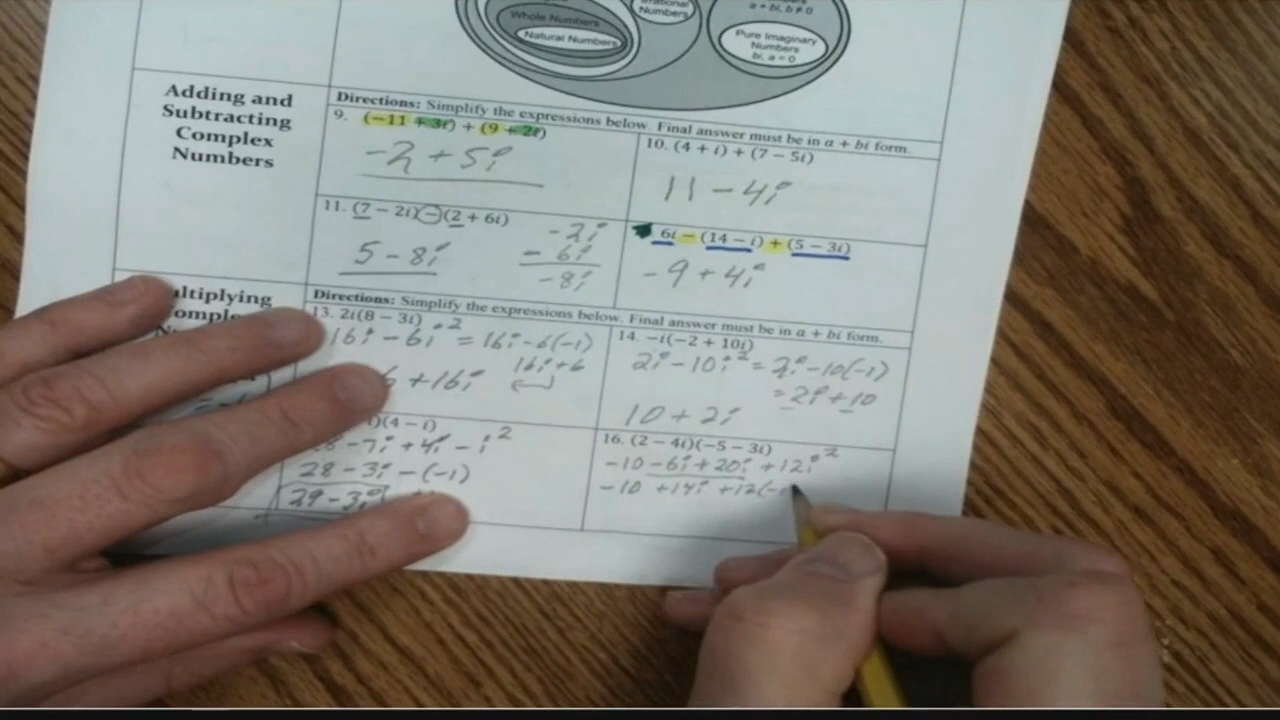 Whole Numbers
Natural Numbers
Numbers
a + bi, b ≠ 0
Pure Imaginary
Numbers
bi, a = 0
Adding and
Subtracting
Complex
Numbers
Directions: Simplify the expressions below. Final answer must be in a + bi form.
9. (−11 + 3i) + (9 + 2i)
-2 + 5i
10. (4 + i) + (7 − 5i)
11 - 4i
11. (7 − 2i) − (2 + 6i)
5 - 8i
-2i
- 6i
-8i
6i − (14 − i) + (5 − 3i)
-9 + 4i
Directions: Simplify the expressions below. Final answer must be in a + bi form.
13. 2i(8 − 3i)
16i - 6i² = 16i - 6(-1)
16i + 6
+ 16i
14. −i(−2 + 10i)
2i - 10i² = 2i - 10(-1)
= 2i + 10
10 + 2i
)(4 − i)
- 7i + 4i - i²
28 - 3i - (-1)
29 - 3i
16. (2 − 4i)(−5 − 3i)
-10 - 6i + 20i + 12i²
-10 + 14i + 12(-